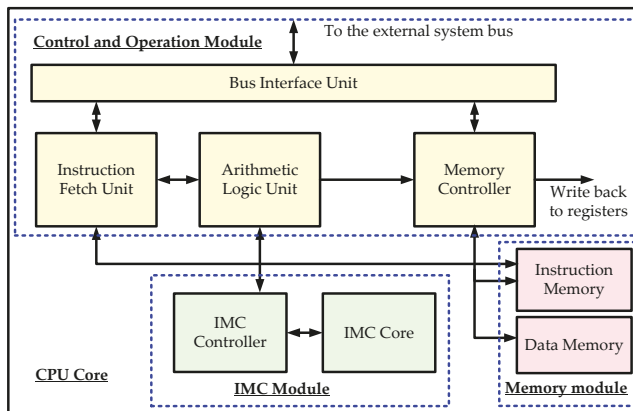 To the external system bus
Control and Operation Module
Bus Interface Unit
Instruction
Fetch Unit
Arithmetic
Logic Unit
Memory
Controller
Write back
to registers
Instruction
Memory
IMC
Controller
IMC Core
Data Memory
CPU Core
IMC Module
Memory module